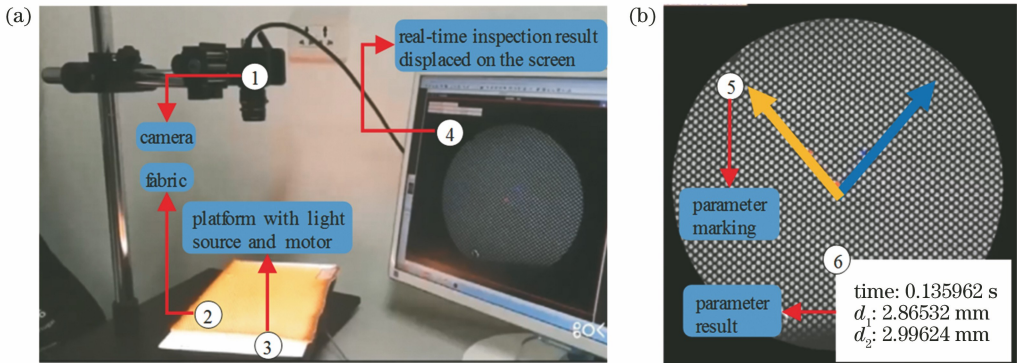 (a)
1
camera
fabric
platform with light
source and motor
2
3
real-time inspection result
displaced on the screen
4
(b)
5
parameter
marking
6
parameter
result
time: 0.135962 s
d1: 2.86532 mm
d2: 2.99624 mm